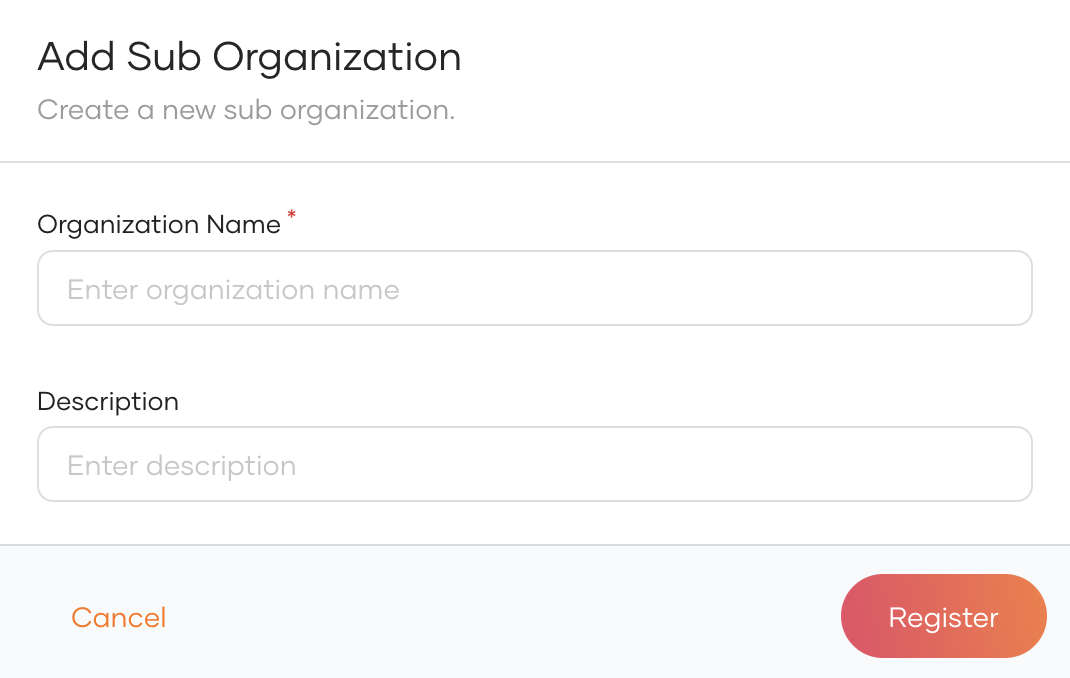 Add Sub Organization
Create a new sub organization.
Organization Name *
Enter organization name
Description
Enter description
Cancel
Register